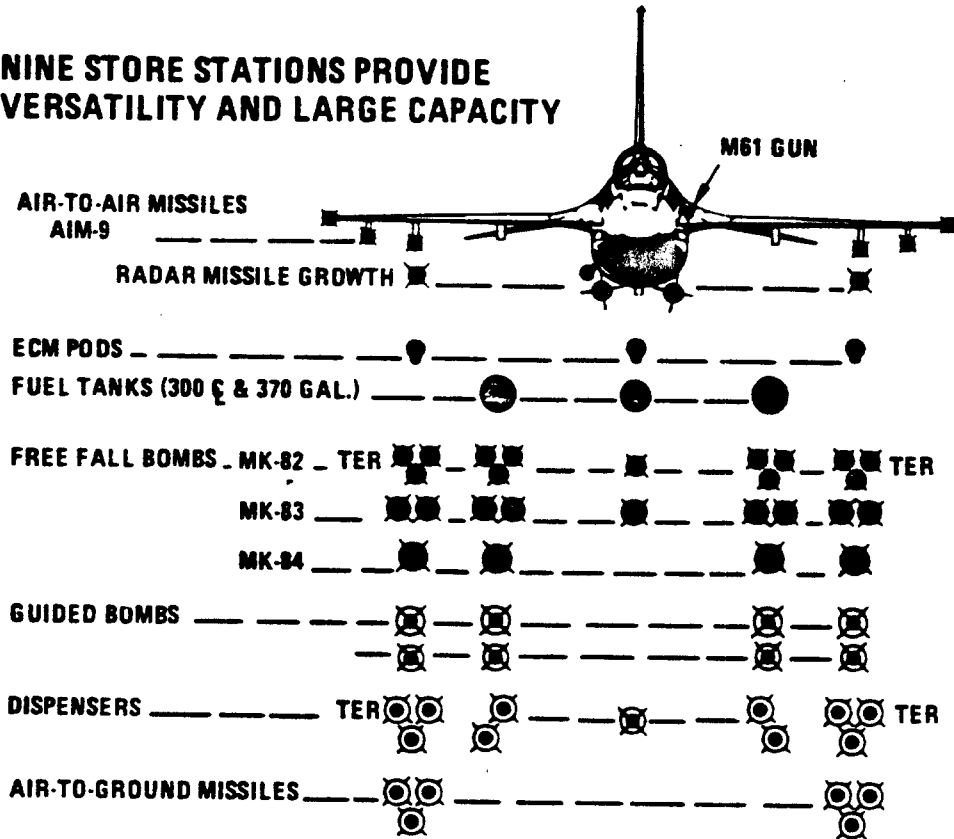 NINE STORE STATIONS PROVIDE
VERSATILITY AND LARGE CAPACITY
M61 GUN
AIR-TO-AIR MISSILES
AIM-9
RADAR MISSILE GROWTH
ECM PODS
FUEL TANKS (300 ℄ & 370 GAL.)
FREE FALL BOMBS - MK-82 - TER TER
MK-83
MK-84
GUIDED BOMBS
DISPENSERS TER TER
AIR-TO-GROUND MISSILES